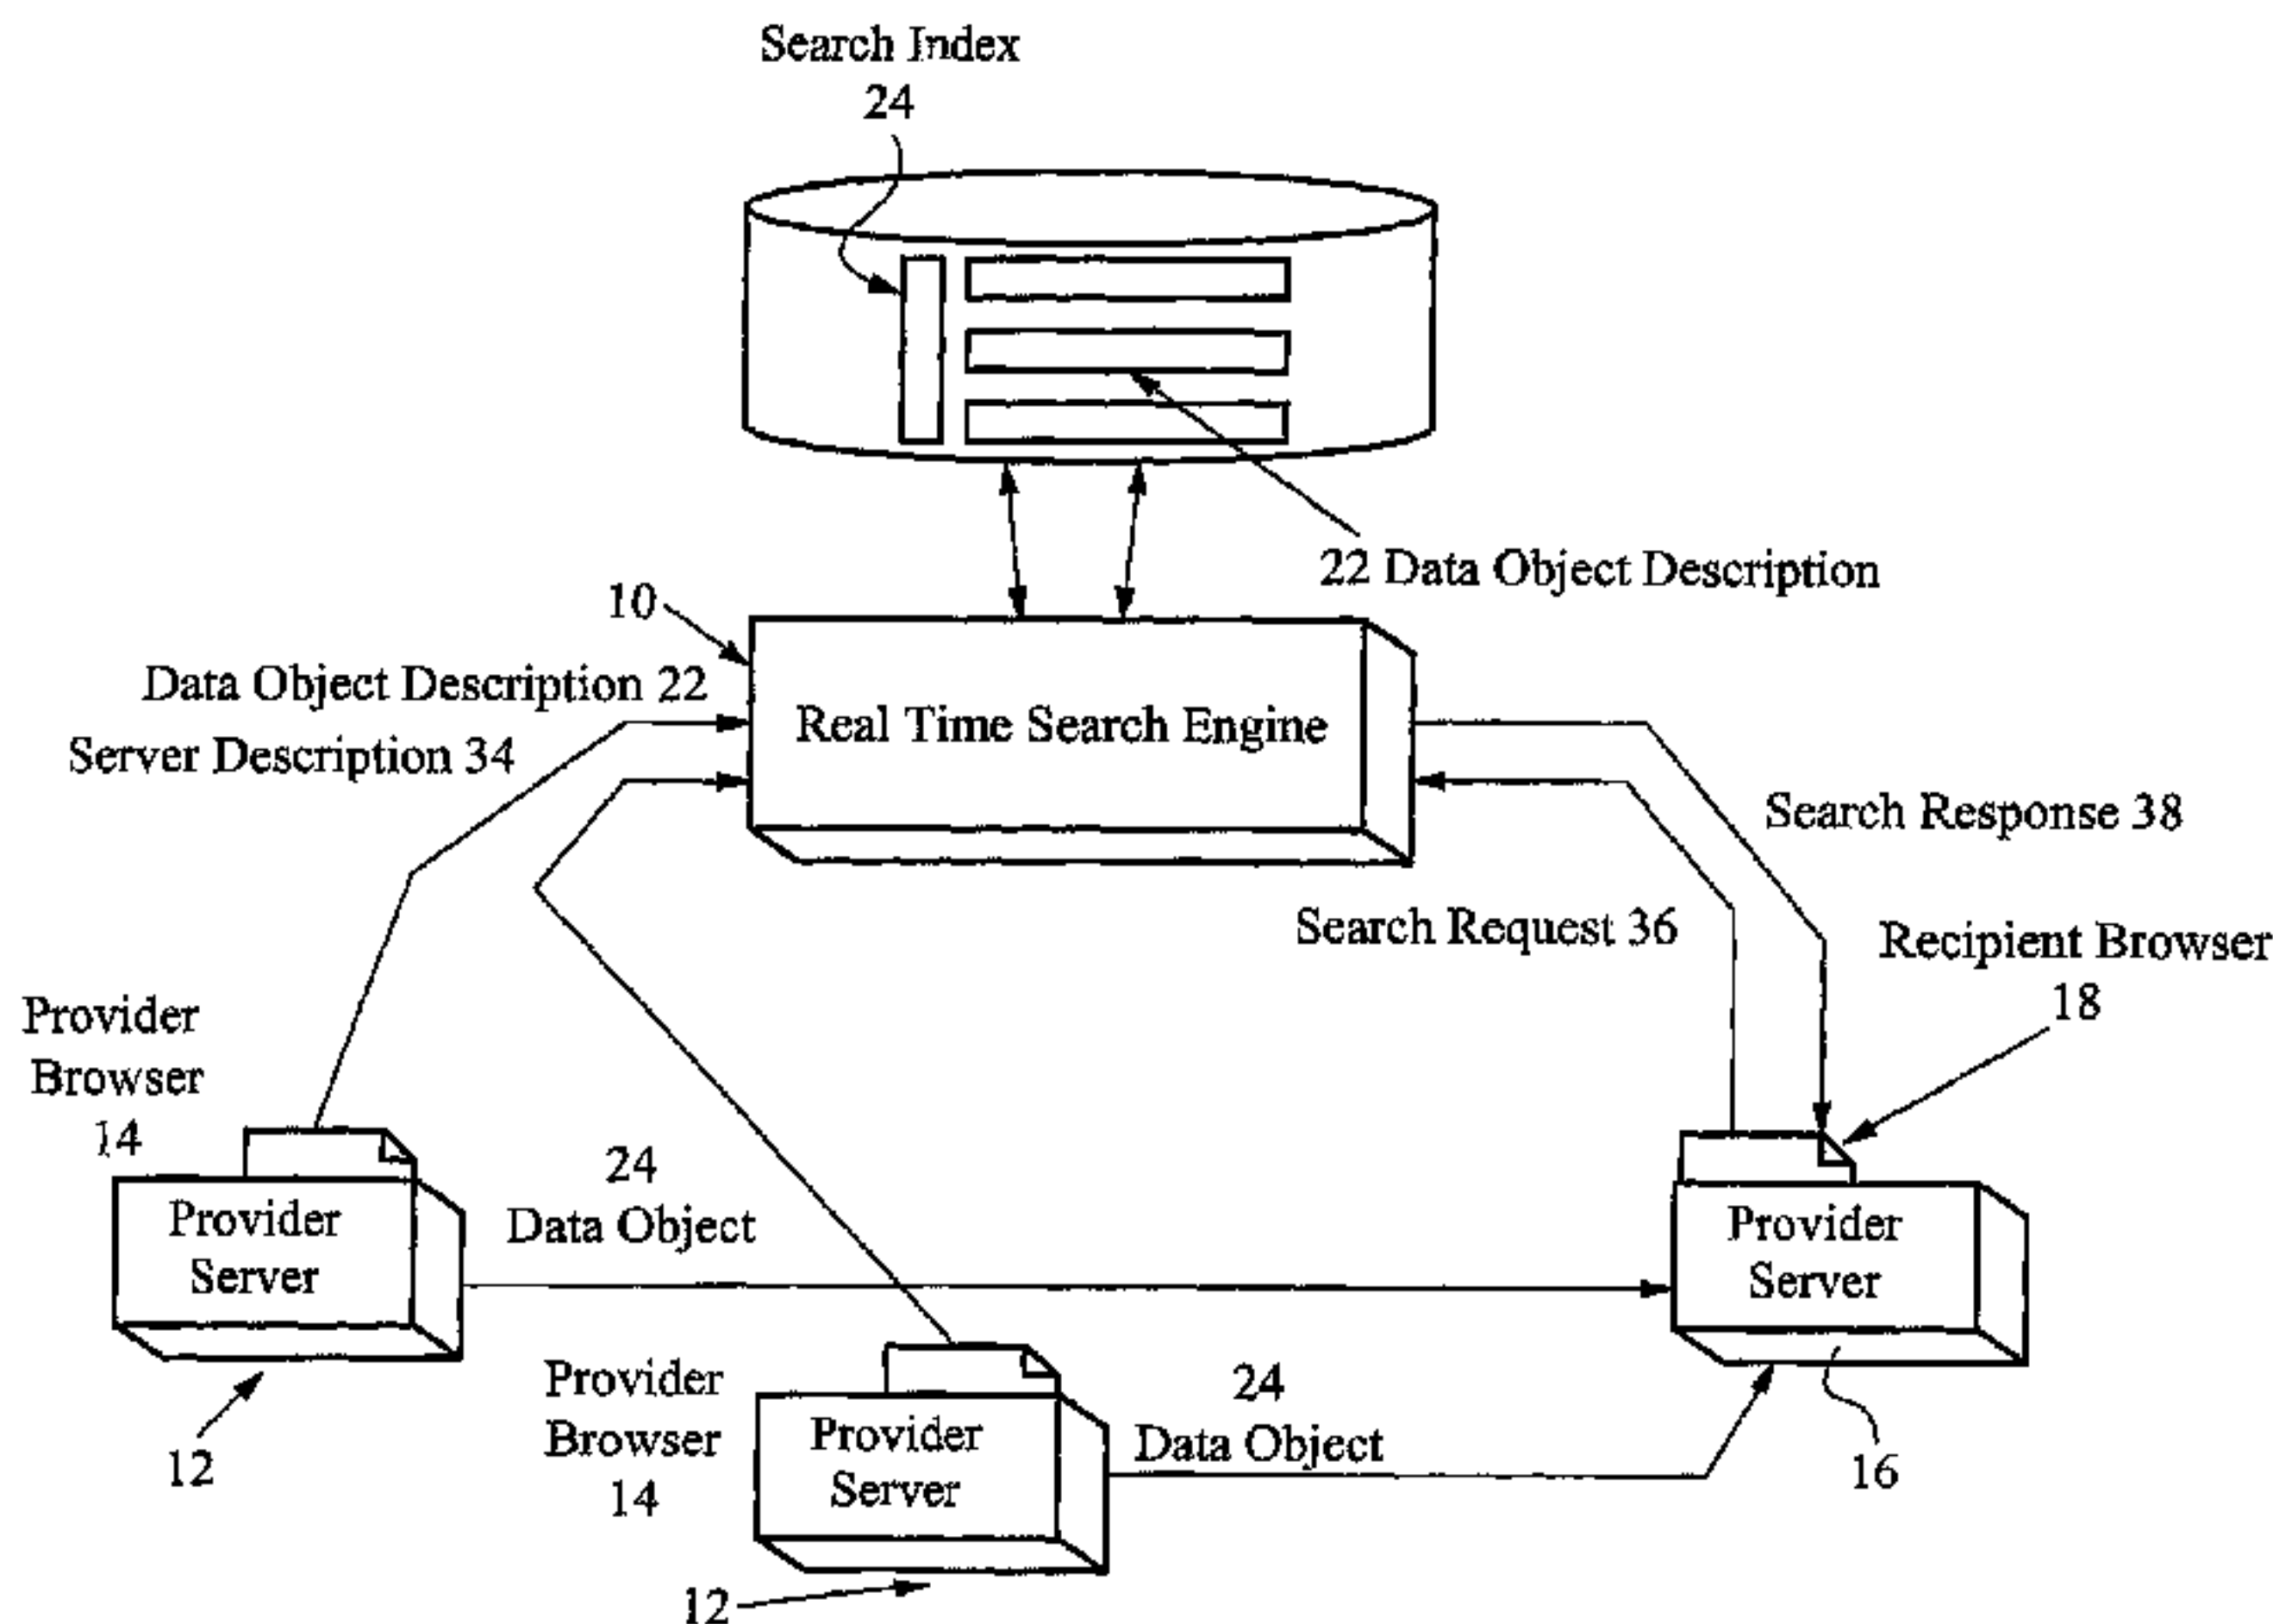 Search Index
24
22 Data Object Description
10
Data Object Description 22
Server Description 34
Real Time Search Engine
Search Response 38
Search Request 36
Recipient Browser
18
Provider
Browser
14
Provider
Server
24
Data Object
Provider
Server
12
Provider
Browser
14
Provider
Server
24
Data Object
16
12